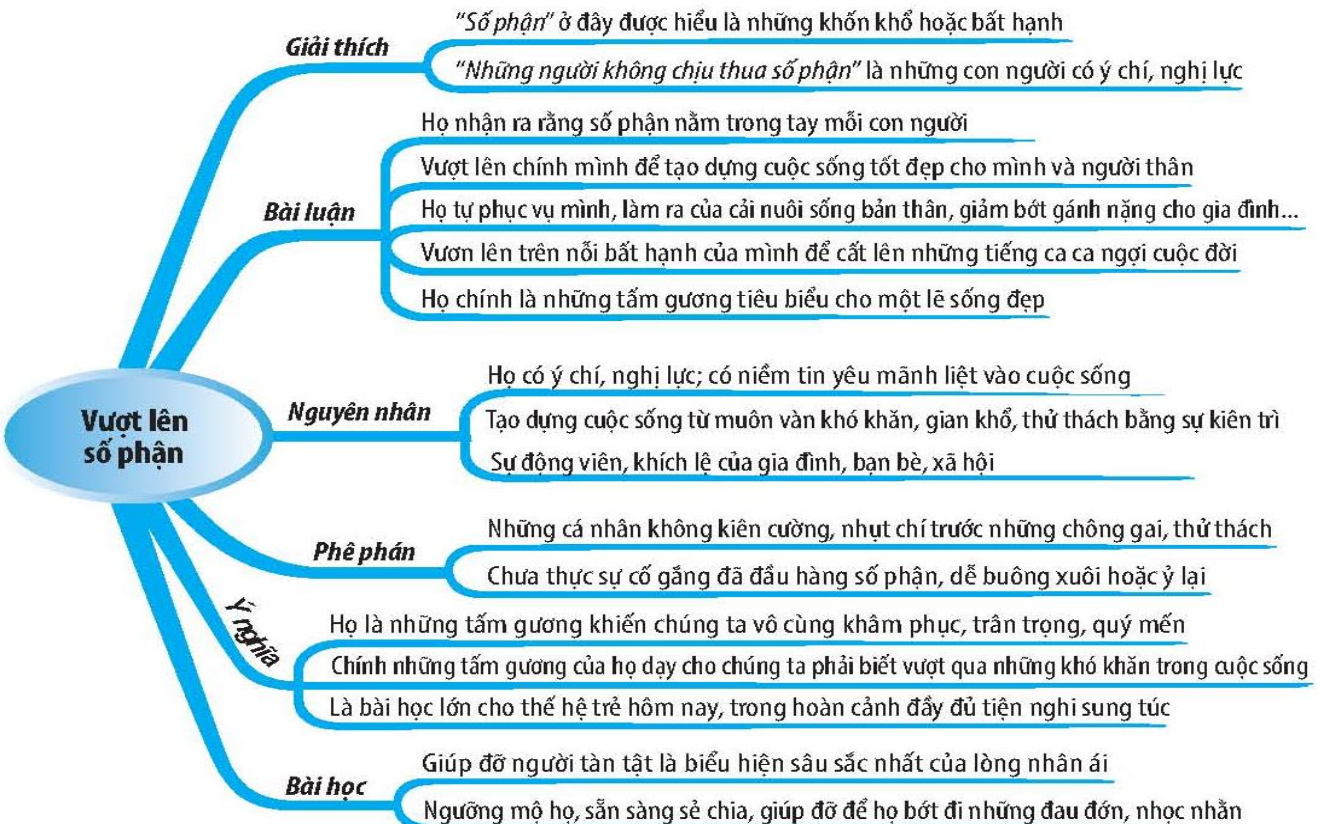 Vượt lên
số phận
Giải thích
"Số phận" ở đây được hiểu là những khốn khổ hoặc bất hạnh
"Những người không chịu thua số phận" là những con người có ý chí, nghị lực
Bài luận
Họ nhận ra rằng số phận nằm trong tay mỗi con người
Vượt lên chính mình để tạo dựng cuộc sống tốt đẹp cho mình và người thân
Họ tự phục vụ mình, làm ra của cải nuôi sống bản thân, giảm bớt gánh nặng cho gia đình...
Vươn lên trên nỗi bất hạnh của mình để cất lên những tiếng ca ca ngợi cuộc đời
Họ chính là những tấm gương tiêu biểu cho một lẽ sống đẹp
Nguyên nhân
Họ có ý chí, nghị lực; có niềm tin yêu mãnh liệt vào cuộc sống
Tạo dựng cuộc sống từ muôn vàn khó khăn, gian khổ, thử thách bằng sự kiên trì
Sự động viên, khích lệ của gia đình, bạn bè, xã hội
Phê phán
Những cá nhân không kiên cường, nhụt chí trước những chông gai, thử thách
Chưa thực sự cố gắng đã đầu hàng số phận, dễ buông xuôi hoặc ỷ lại
Ý nghĩa
Họ là những tấm gương khiến chúng ta vô cùng khâm phục, trân trọng, quý mến
Chính những tấm gương của họ dạy cho chúng ta phải biết vượt qua những khó khăn trong cuộc sống
Là bài học lớn cho thế hệ trẻ hôm nay, trong hoàn cảnh đầy đủ tiện nghi sung túc
Bài học
Giúp đỡ người tàn tật là biểu hiện sâu sắc nhất của lòng nhân ái
Ngưỡng mộ họ, sẵn sàng sẻ chia, giúp đỡ để họ bớt đi những đau đớn, nhọc nhằn